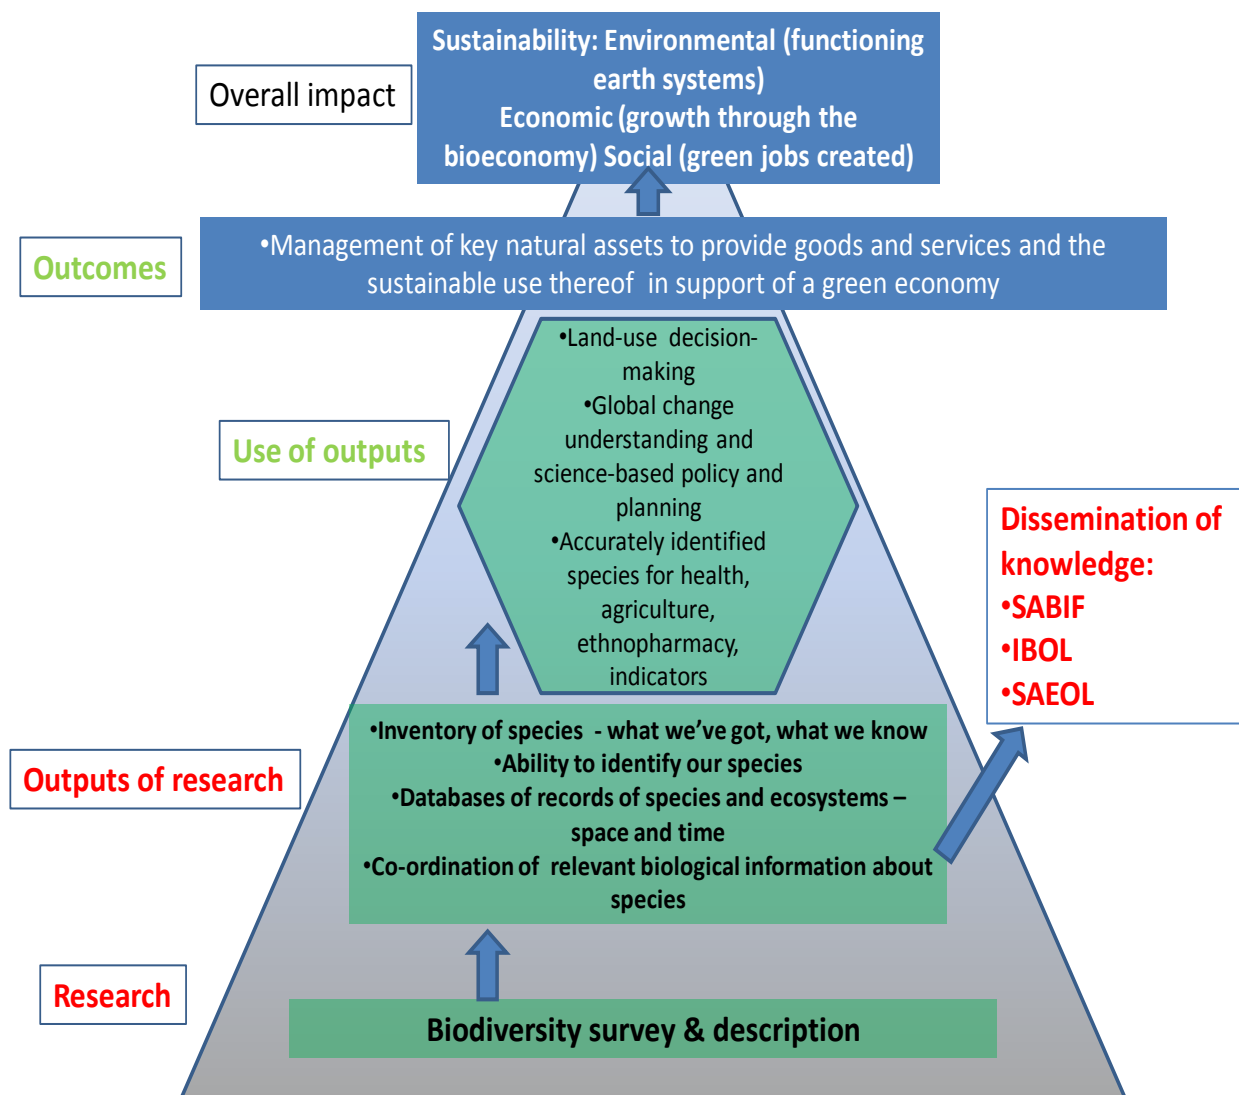 Sustainability: Environmental (functioning
earth systems)
Economic (growth through the
bioeconomy) Social (green jobs created)
Overall impact
•Management of key natural assets to provide goods and services and the
sustainable use thereof in support of a green economy
Outcomes
•Land-use decision-
making
•Global change
understanding and
science-based policy and
planning
•Accurately identified
species for health,
agriculture,
ethnopharmacy,
indicators
Use of outputs
Dissemination of
knowledge:
•SABIF
•IBOL
•SAEOL
•Inventory of species - what we've got, what we know
•Ability to identify our species
•Databases of records of species and ecosystems –
space and time
•Co-ordination of relevant biological information about
species
Outputs of research
Research
Biodiversity survey & description